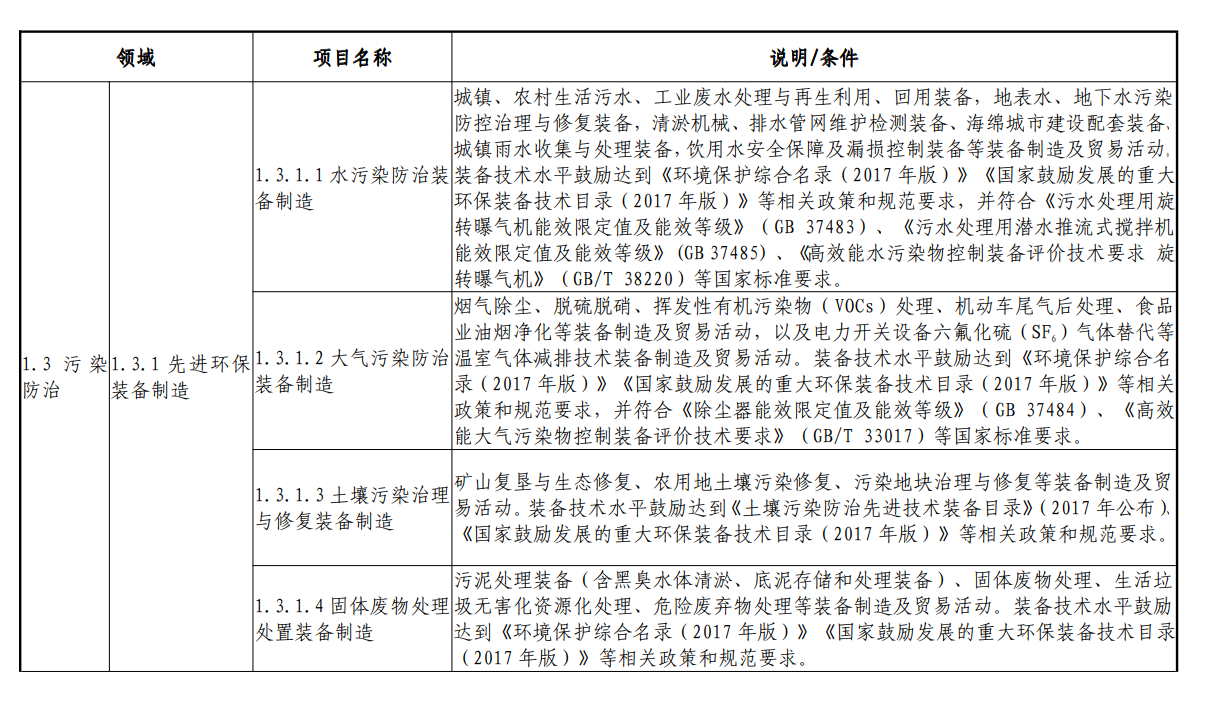 领域 项目名称 说明/条件
1.3 污染
防治
1.3.1 先进环保
装备制造
1.3.1.1 水污染防治装
备制造
城镇、农村生活污水、工业废水处理与再生利用、回用装备，地表水、地下水污染
防控治理与修复装备，清淤机械、排水管网维护检测装备、海绵城市建设配套装备，
城镇雨水收集与处理装备，饮用水安全保障及漏损控制装备等装备制造及贸易活动。
装备技术水平鼓励达到《环境保护综合名录（2017 年版）》《国家鼓励发展的重大
环保装备技术目录（2017 年版）》等相关政策和规范要求，并符合《污水处理用旋
转曝气机能效限定值及能效等级》（GB 37483）、《污水处理用潜水推流式搅拌机
能效限定值及能效等级》（GB 37485）、《高效能水污染物控制装备评价技术要求 旋
转曝气机》（GB/T 38220）等国家标准要求。
1.3.1.2 大气污染防治
装备制造
烟气除尘、脱硫脱硝、挥发性有机污染物（VOCs）处理、机动车尾气后处理、食品
业油烟净化等装备制造及贸易活动，以及电力开关设备六氟化硫（SF₆）气体替代等
温室气体减排技术装备制造及贸易活动。装备技术水平鼓励达到《环境保护综合名
录（2017 年版）》《国家鼓励发展的重大环保装备技术目录（2017 年版）》等相关
政策和规范要求，并符合《除尘器能效限定值及能效等级》（GB 37484）、《高效
能大气污染物控制装备评价技术要求》（GB/T 33017）等国家标准要求。
1.3.1.3 土壤污染治理
与修复装备制造
矿山复垦与生态修复、农用地土壤污染修复、污染地块治理与修复等装备制造及贸
易活动。装备技术水平鼓励达到《土壤污染防治先进技术装备目录》（2017 年公布）、
《国家鼓励发展的重大环保装备技术目录（2017 年版）》等相关政策和规范要求。
1.3.1.4 固体废物处理
处置装备制造
污泥处理装备（含黑臭水体清淤、底泥存储和处理装备）、固体废物处理、生活垃
圾无害化资源化处理、危险废弃物处理等装备制造及贸易活动。装备技术水平鼓励
达到《环境保护综合名录（2017 年版）》《国家鼓励发展的重大环保装备技术目录
（2017 年版）》等相关政策和规范要求。